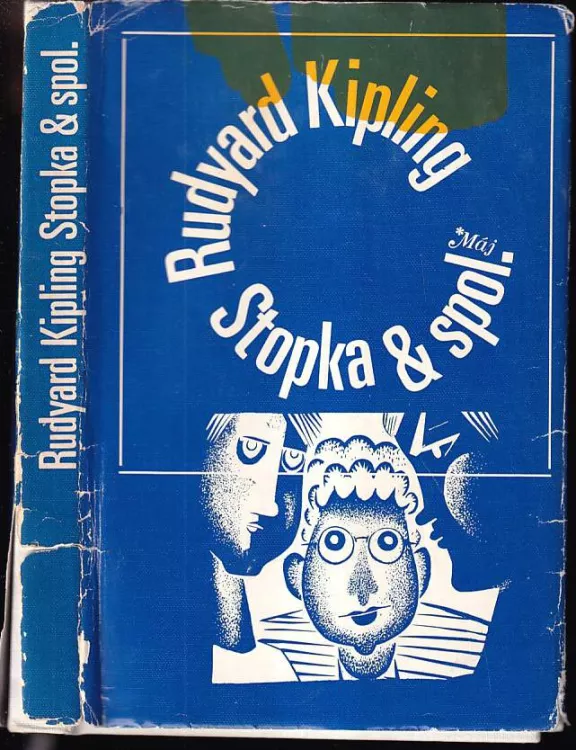 Rudyard Kipling Stopka & spol.
Rudyard Kipling
*Máj
Stopka & spol.